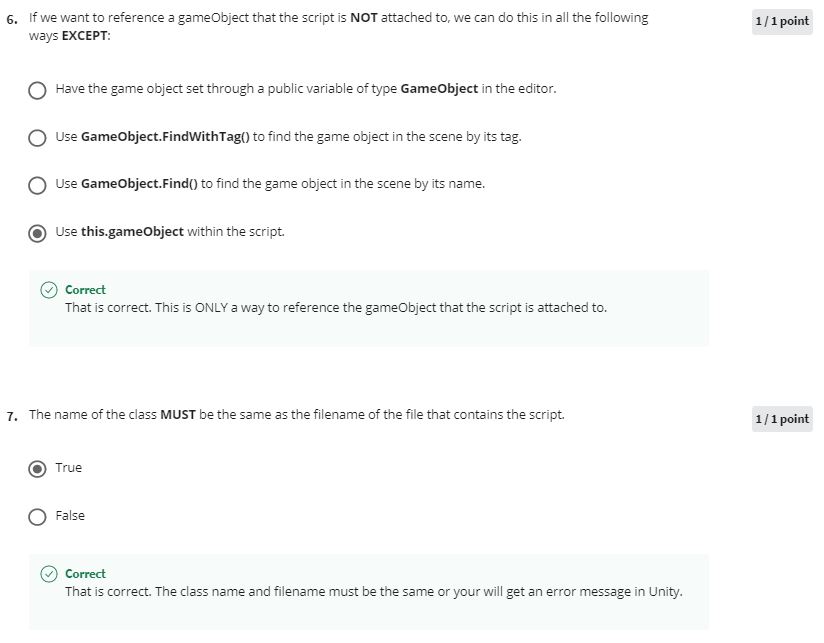 6. If we want to reference a gameObject that the script is NOT attached to, we can do this in all the following 1 / 1 point
ways EXCEPT:
Have the game object set through a public variable of type GameObject in the editor.
Use GameObject.FindWithTag() to find the game object in the scene by its tag.
Use GameObject.Find() to find the game object in the scene by its name.
Use this.gameObject within the script.
Correct
That is correct. This is ONLY a way to reference the gameObject that the script is attached to.
7. The name of the class MUST be the same as the filename of the file that contains the script. 1 / 1 point
True
False
Correct
That is correct. The class name and filename must be the same or your will get an error message in Unity.